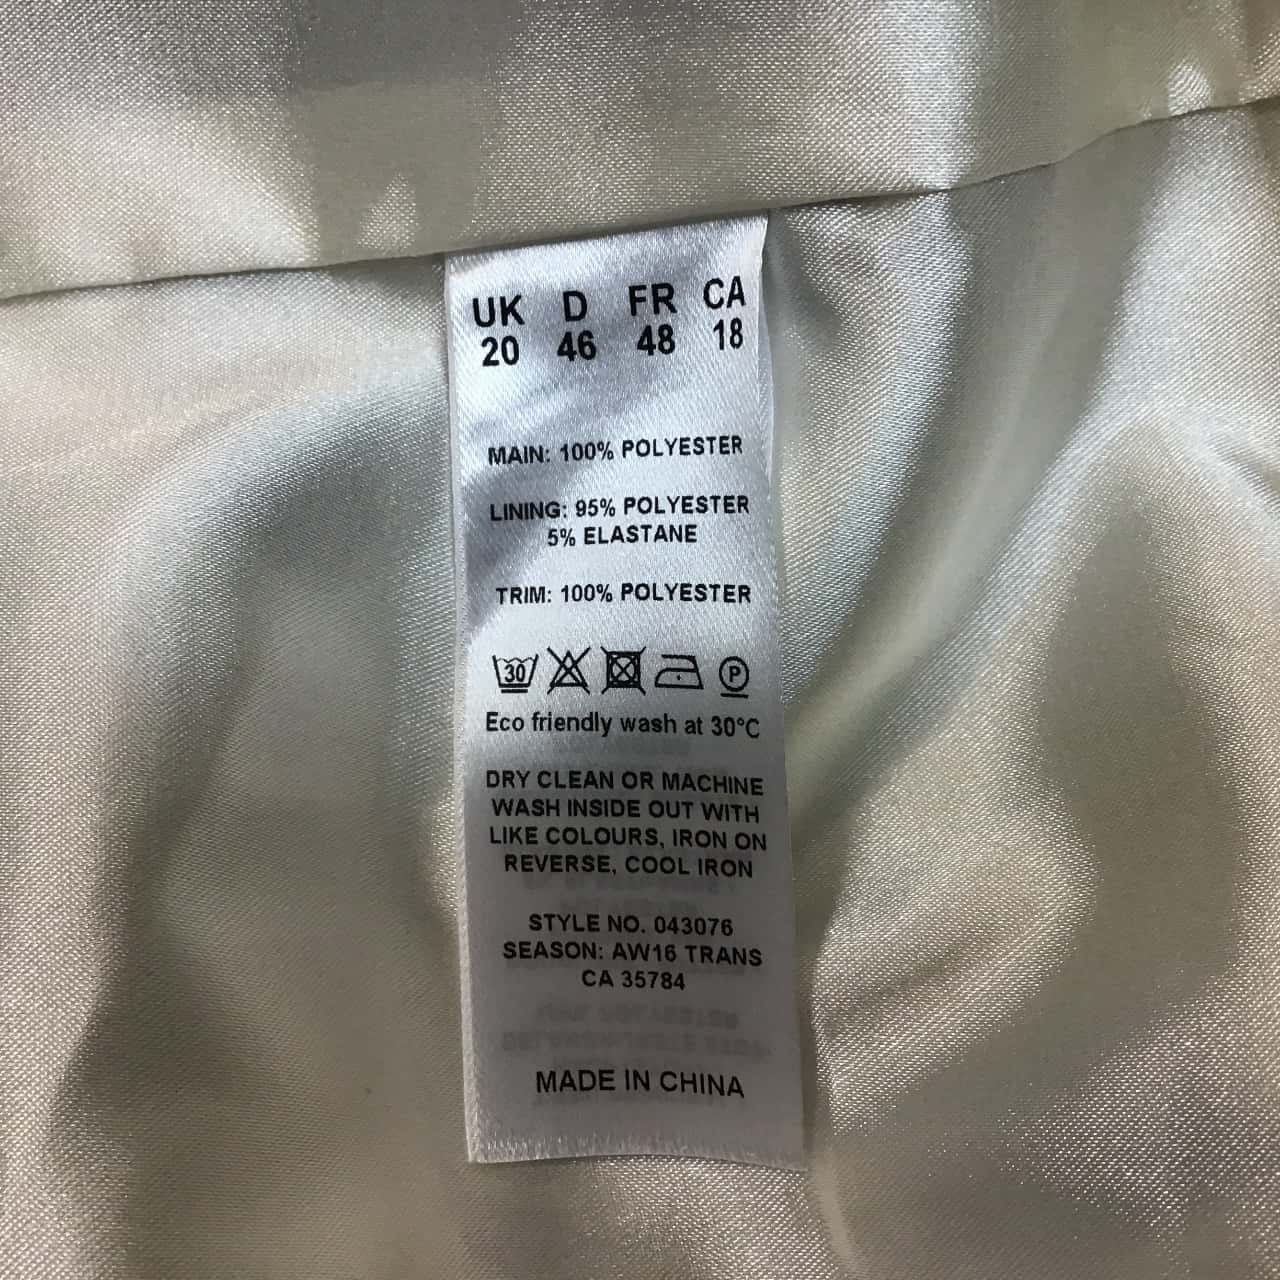 UK D FR CA
20 46 48 18
MAIN: 100% POLYESTER
LINING: 95% POLYESTER
5% ELASTANE
TRIM: 100% POLYESTER
30 P
Eco friendly wash at 30°C
DRY CLEAN OR MACHINE
WASH INSIDE OUT WITH
LIKE COLOURS, IRON ON
REVERSE, COOL IRON
STYLE NO. 043076
SEASON: AW16 TRANS
CA 35784
MADE IN CHINA